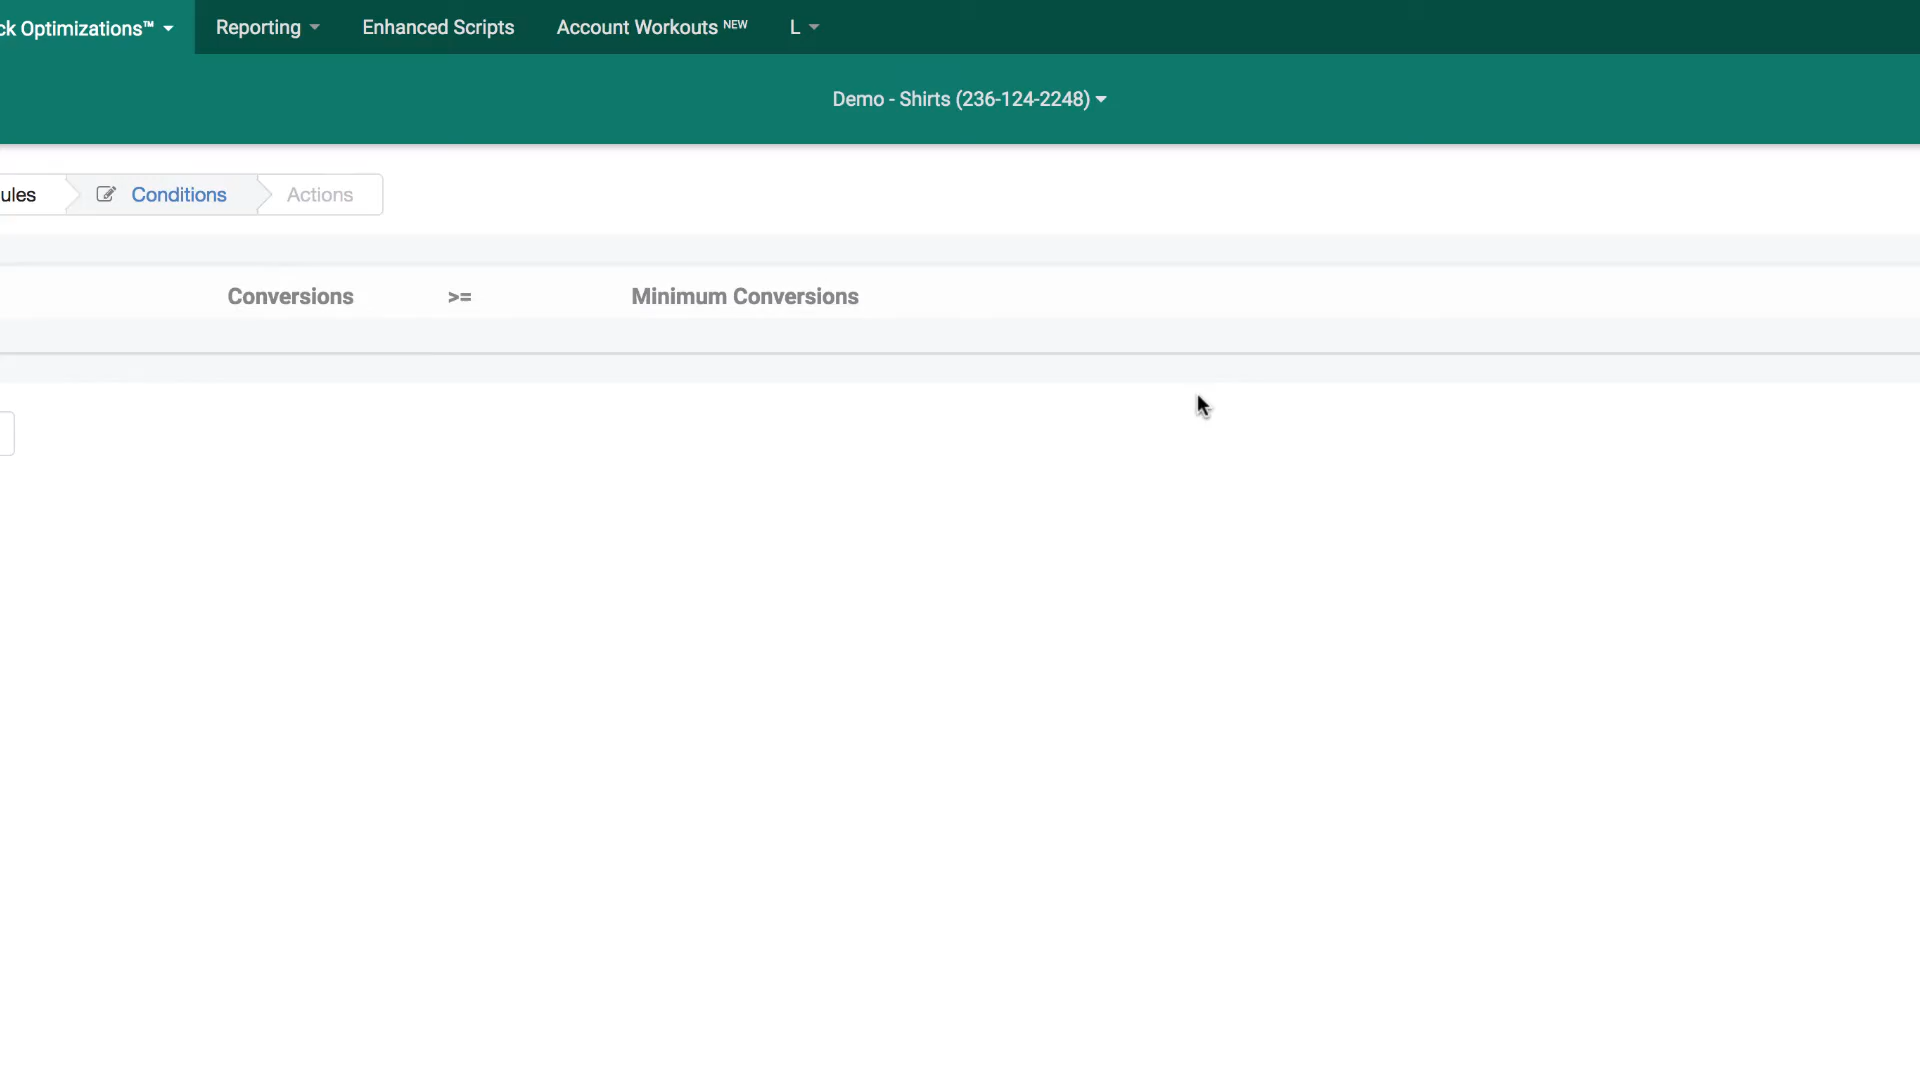 ck Optimizations™ Reporting Enhanced Scripts Account Workouts NEW L
Demo - Shirts (236-124-2248)
ules Conditions Actions
Conversions >= Minimum Conversions